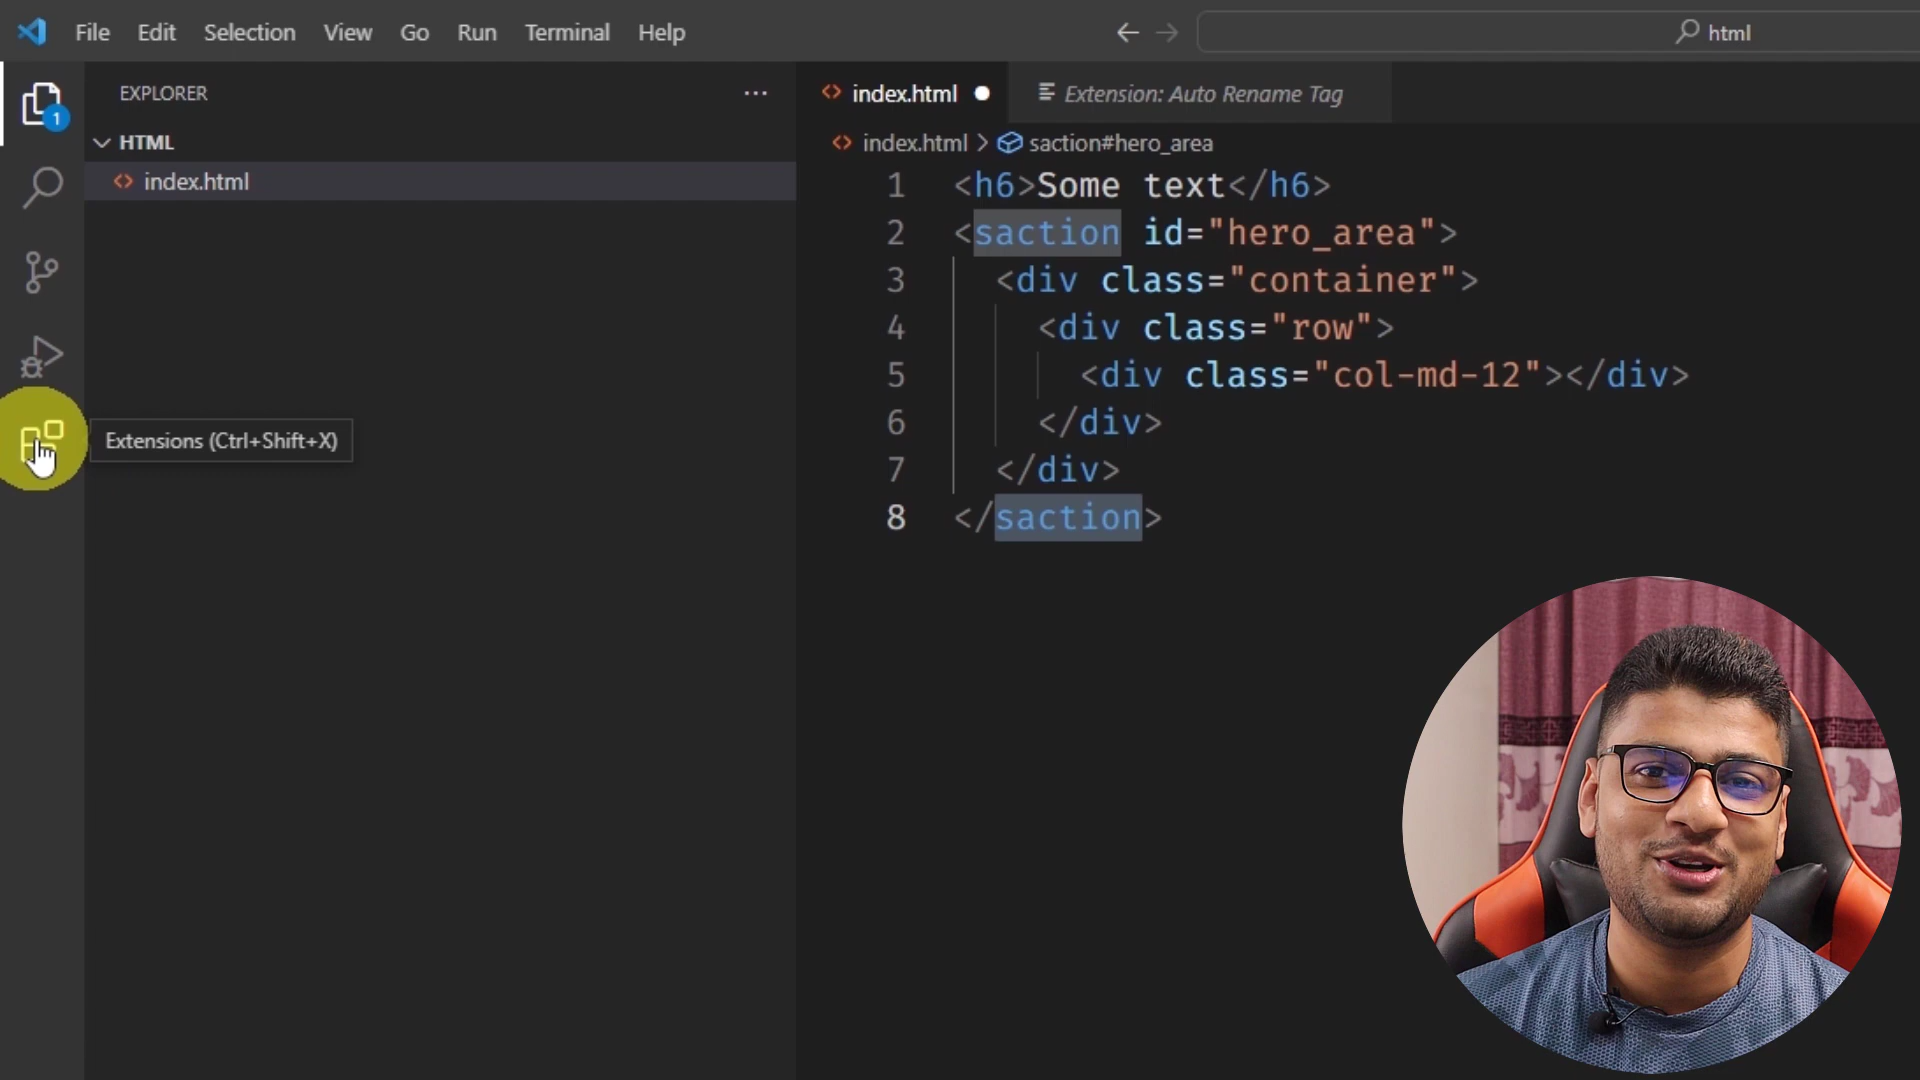 File Edit Selection View Go Run Terminal Help
html
EXPLORER
HTML
index.html
1
Extensions (Ctrl+Shift+X)
index.html
Extension: Auto Rename Tag
index.html > saction#hero_area
1 <h6>Some text</h6>
2 <saction id="hero_area">
3 <div class="container">
4 <div class="row">
5 <div class="col-md-12"></div>
6 </div>
7 </div>
8 </saction>